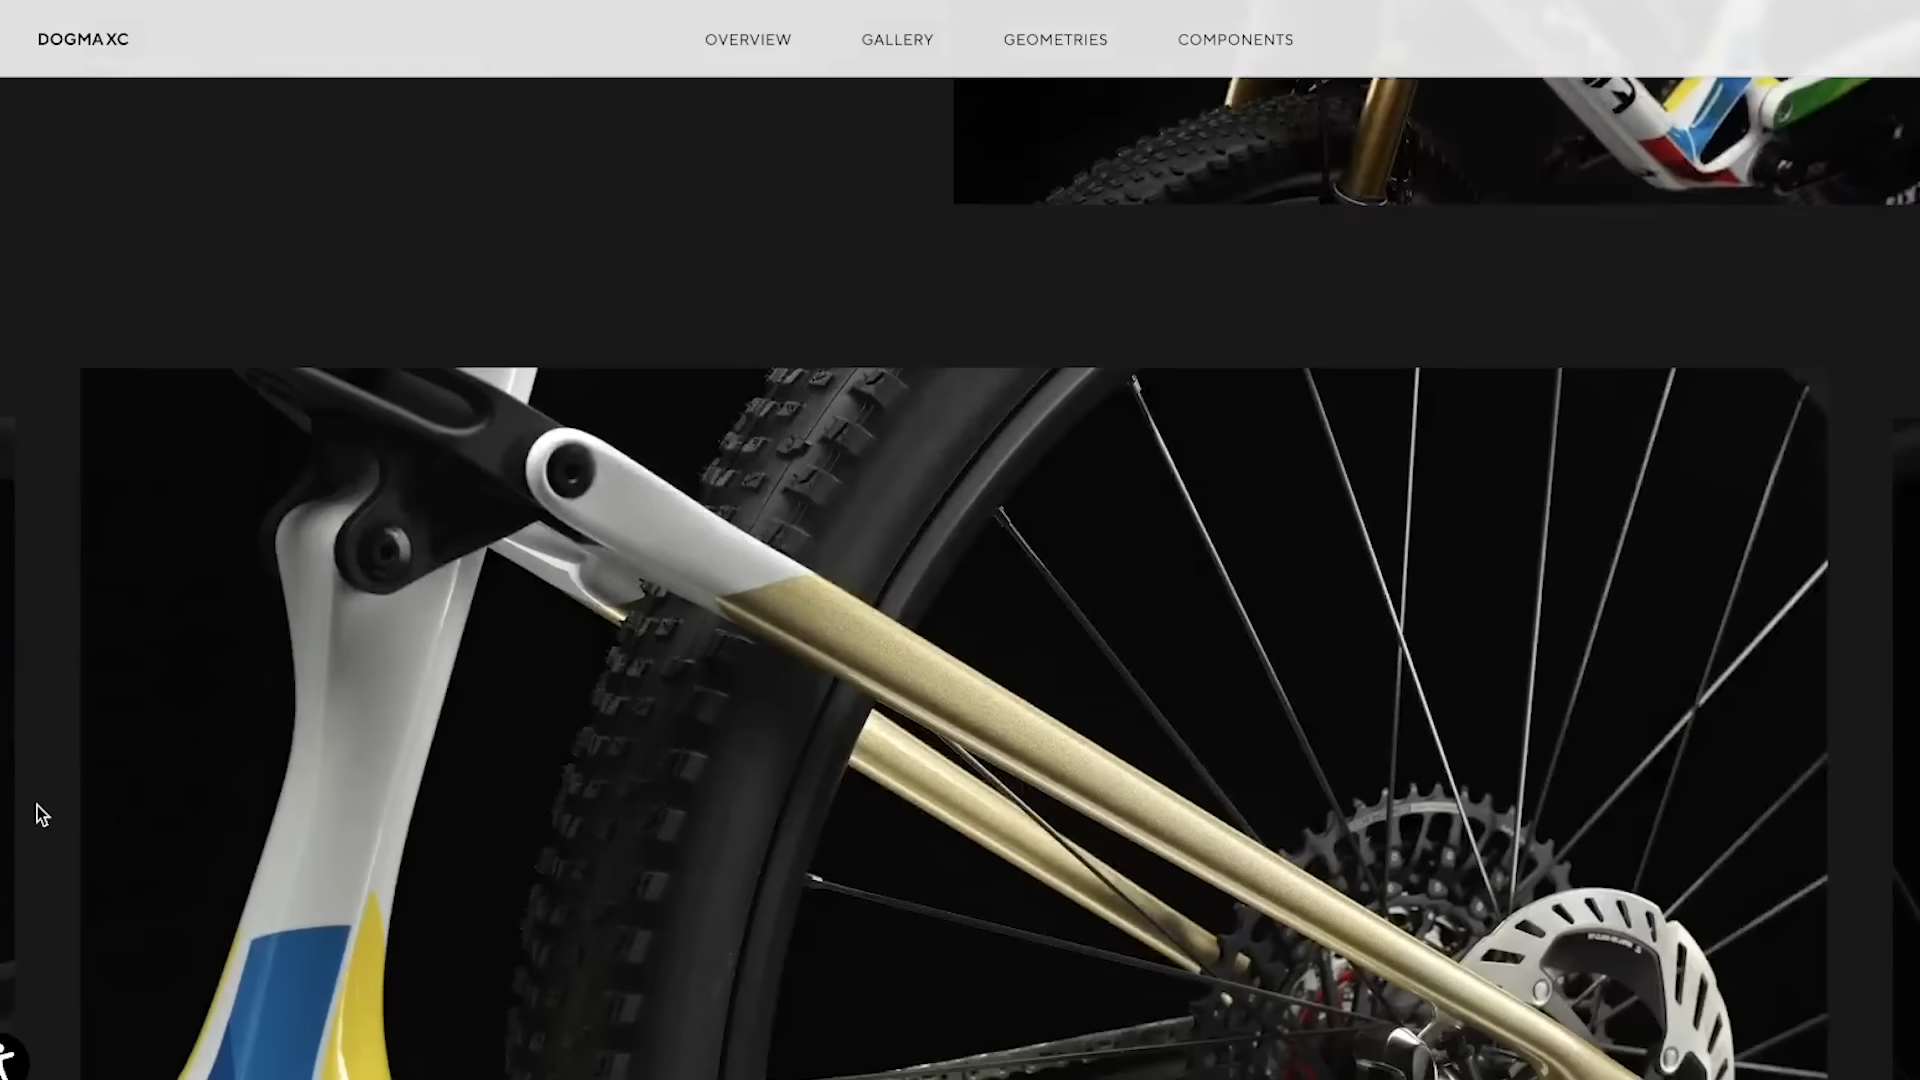 DOGMA XC
OVERVIEW
GALLERY
GEOMETRIES
COMPONENTS